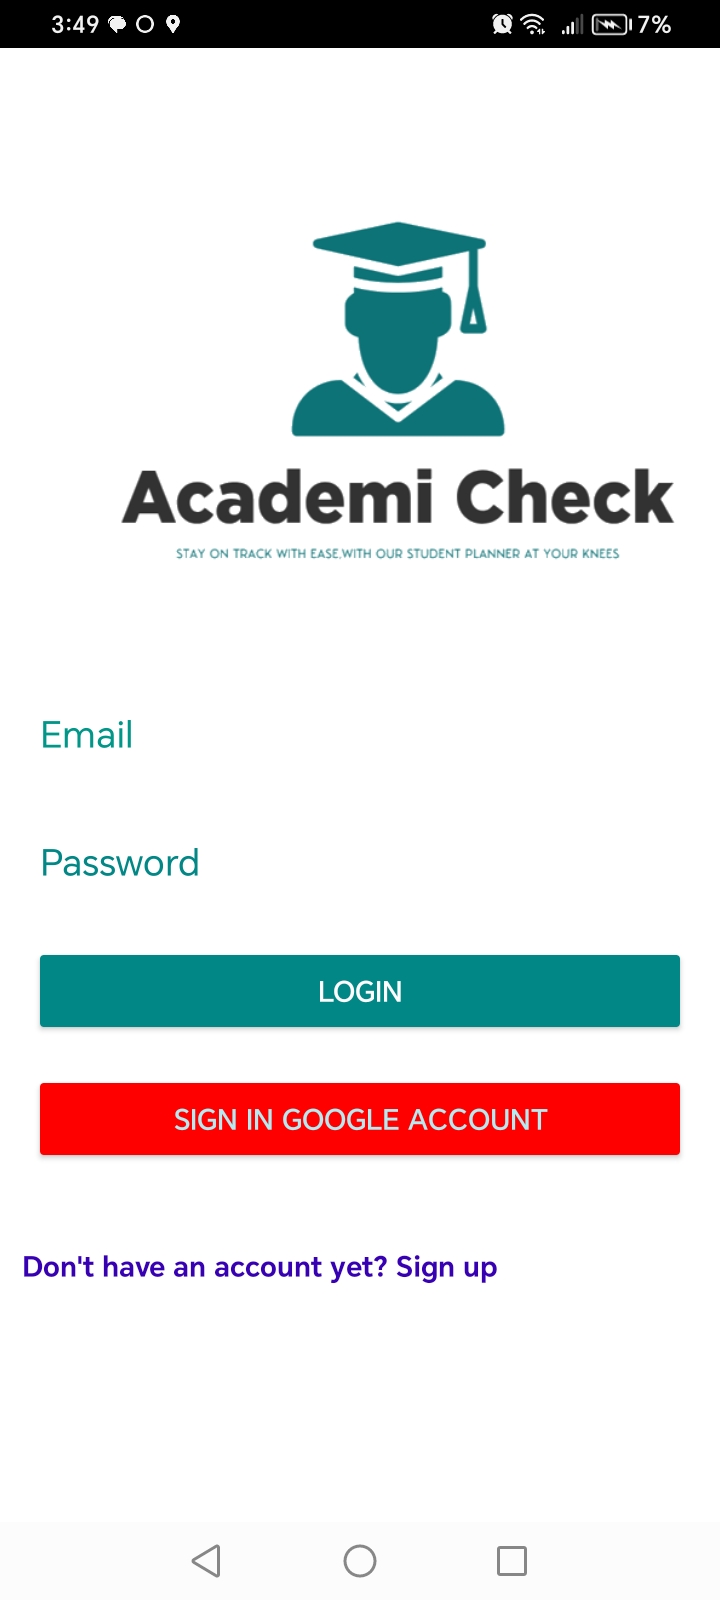 3:49 7%
Academi Check
STAY ON TRACK WITH EASE,WITH OUR STUDENT PLANNER AT YOUR KNEES
Email
Password
LOGIN
SIGN IN GOOGLE ACCOUNT
Don't have an account yet? Sign up